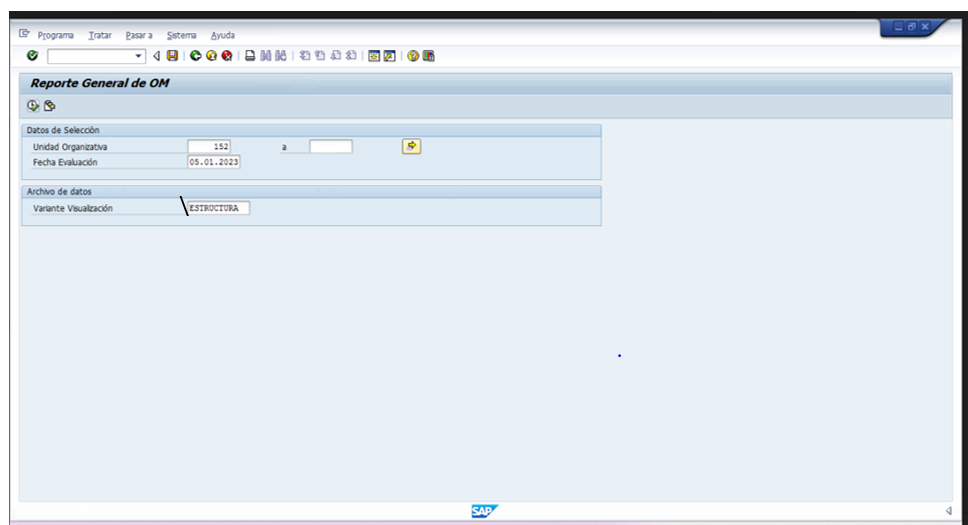 Programa Tratar Pasar a Sistema Ayuda
Reporte General de OM
Datos de Selección
Unidad Organizativa 152 a
Fecha Evaluación 05.01.2023
Archivo de datos
Variante Visualización \ESTRUCTURA
SAP